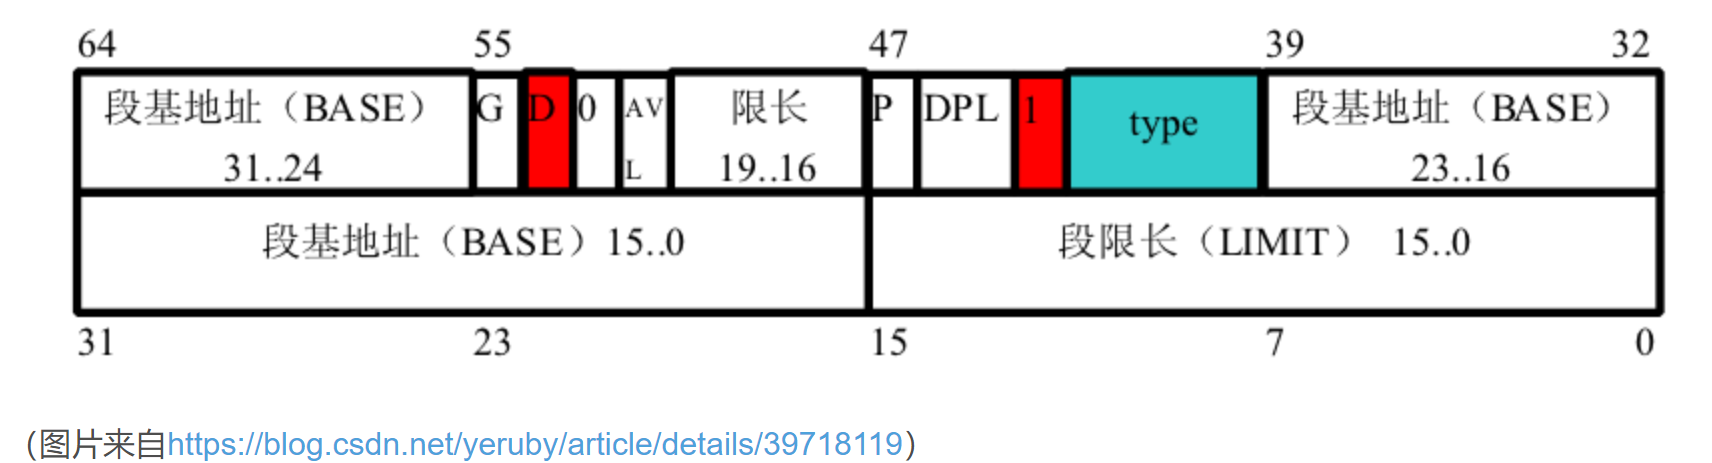 64 55 47 39 32
段基地址（BASE） G D 0 AV 限长 P DPL 1 type 段基地址（BASE）
31..24 L 19..16 23..16
段基地址（BASE）15..0 段限长（LIMIT） 15..0
31 23 15 7 0
(图片来自https://blog.csdn.net/yeruby/article/details/39718119)